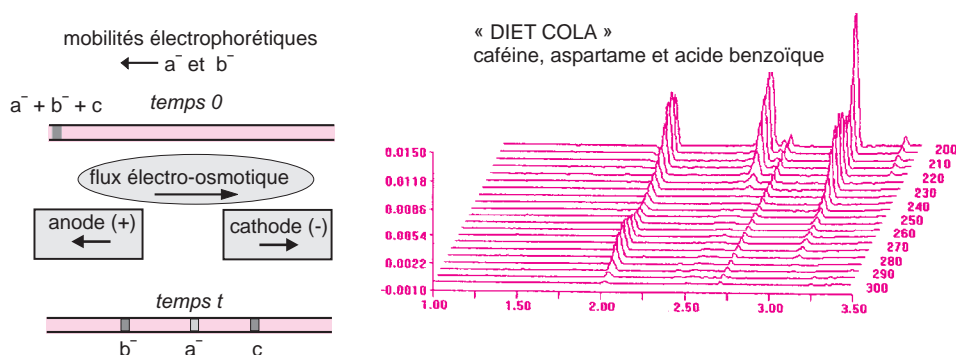 mobilités électrophorétiques
a⁻ et b⁻
a⁻ + b⁻ + c
temps 0
flux électro-osmotique
anode (+)
cathode (-)
temps t
b⁻
a⁻
c
« DIET COLA »
caféine, aspartame et acide benzoïque
0.0150
0.0118
0.0086
0.0054
0.0022
-0.0010
1.00
2.00
2.50
3.00
3.50
200
210
220
230
240
250
260
270
280
290
300